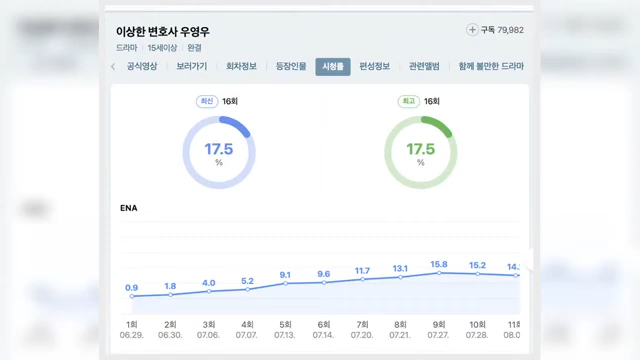 이상한 변호사 우영우
구독 79,982
드라마 15세이상 완결
공식영상 보러가기 회차정보 등장인물 시청률 편성정보 관련앨범 함께 볼만한 드라마
최신 16회
17.5
%
최고 16회
17.5
%
ENA
0.9 1.8 4.0 5.2 9.1 9.6 11.7 13.1 15.8 15.2 14.
1회 2회 3회 4회 5회 6회 7회 8회 9회 10회 11회
06.29. 06.30. 07.06. 07.07. 07.13. 07.14. 07.20. 07.21. 07.27. 07.28. 08.0